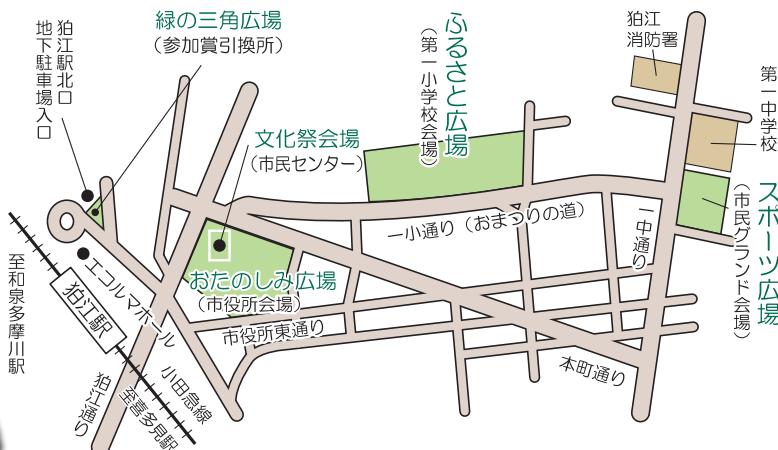 緑の三角広場
（参加賞引換所）
狛江駅北口
地下駐車場入口
文化祭会場
（市民センター）
ふるさと広場
（第一小学校会場）
狛江
消防署
第一中学校
スポーツ広場
（市民グランド会場）
一小通り（おまつりの道）
一中通り
おたのしみ広場
（市役所会場）
市役所東通り
エコルマホール
狛江駅
至和泉多摩川駅
狛江通り
小田急線
至喜多見駅
本町通り